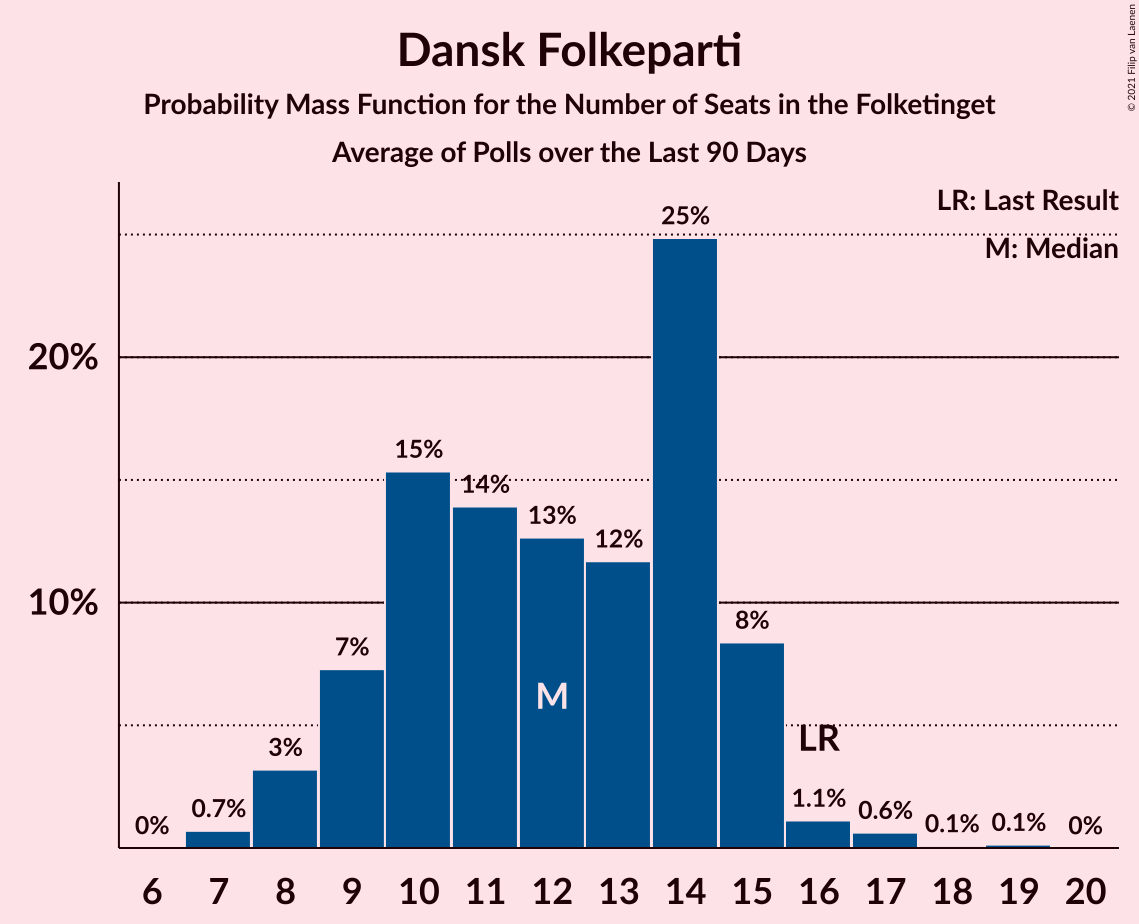 Dansk Folkeparti
Probability Mass Function for the Number of Seats in the Folketinget
Average of Polls over the Last 90 Days
© 2021 Filip van Laenen
LR: Last Result
M: Median
25%
20%
15%
14%
13%
12%
10%
8%
7%
M
LR
3%
1.1%
0.7%
0.6%
0%
0.1%
0.1%
0%
6 7 8 9 10 11 12 13 14 15 16 17 18 19 20